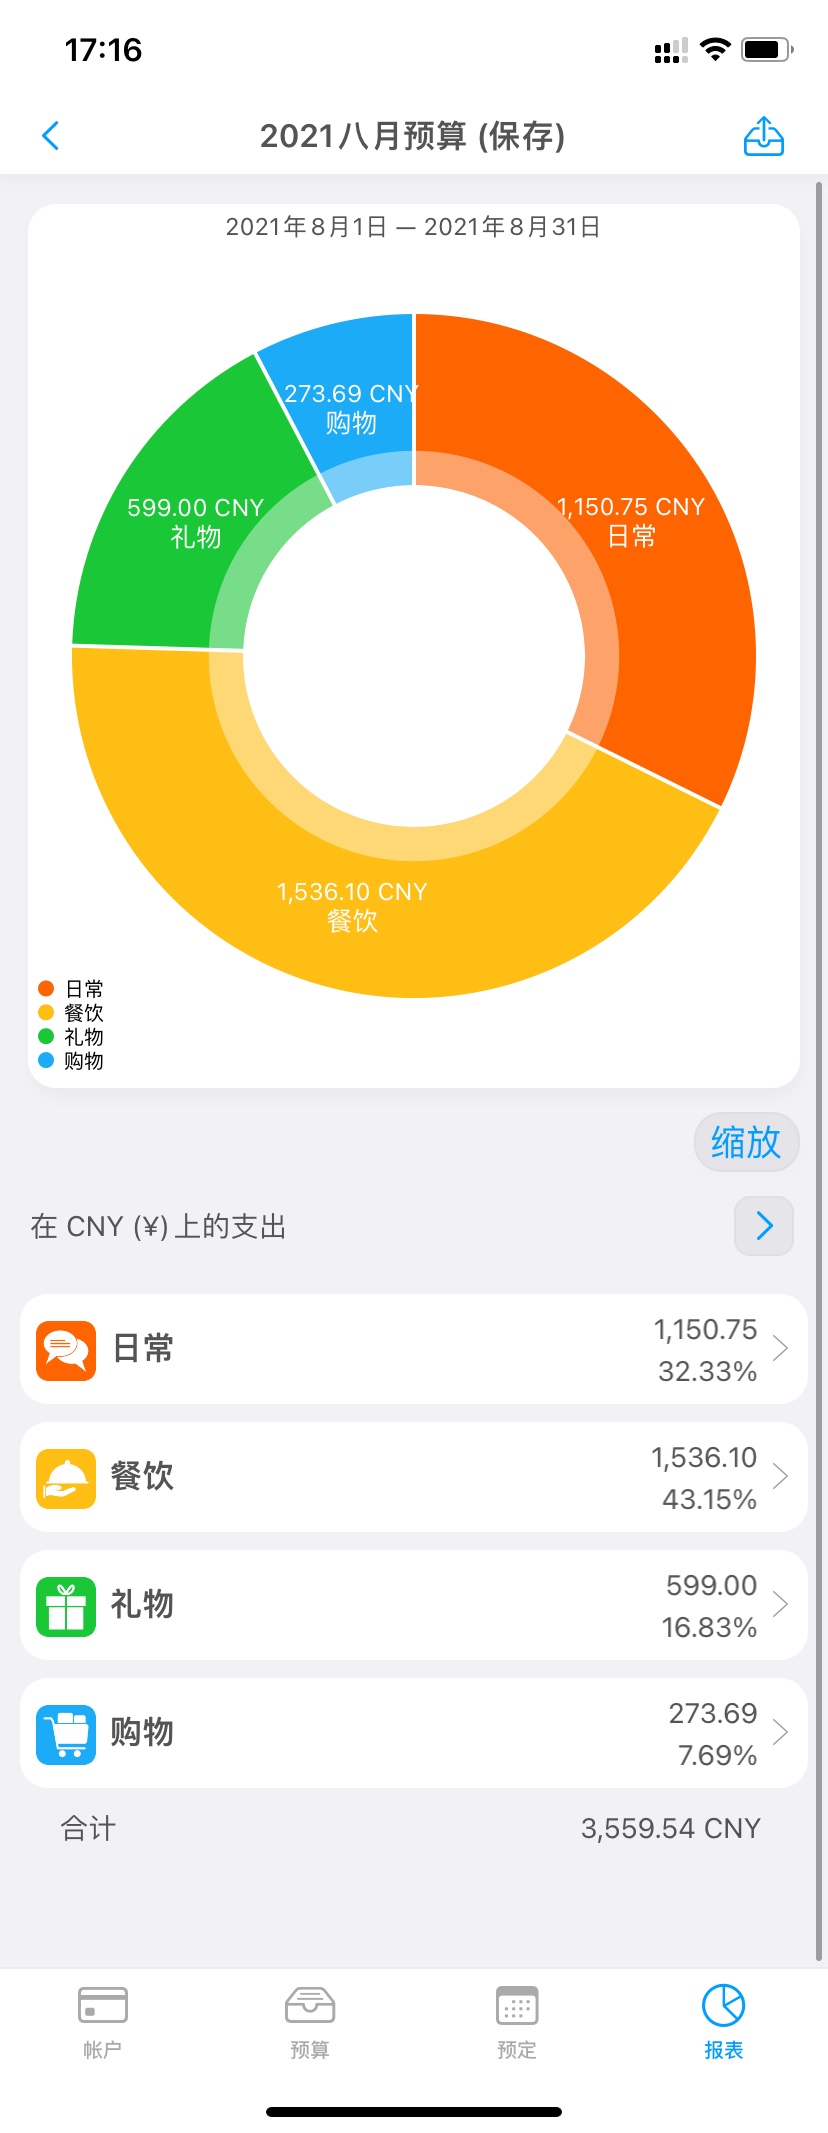 17:16
2021八月预算 (保存)
2021年8月1日 — 2021年8月31日
273.69 CNY
购物
599.00 CNY
礼物
1,150.75 CNY
日常
1,536.10 CNY
餐饮
日常
餐饮
礼物
购物
缩放
在 CNY (¥) 上的支出
日常
1,150.75
32.33%
餐饮
1,536.10
43.15%
礼物
599.00
16.83%
购物
273.69
7.69%
合计 3,559.54 CNY
帐户 预算 预定 报表